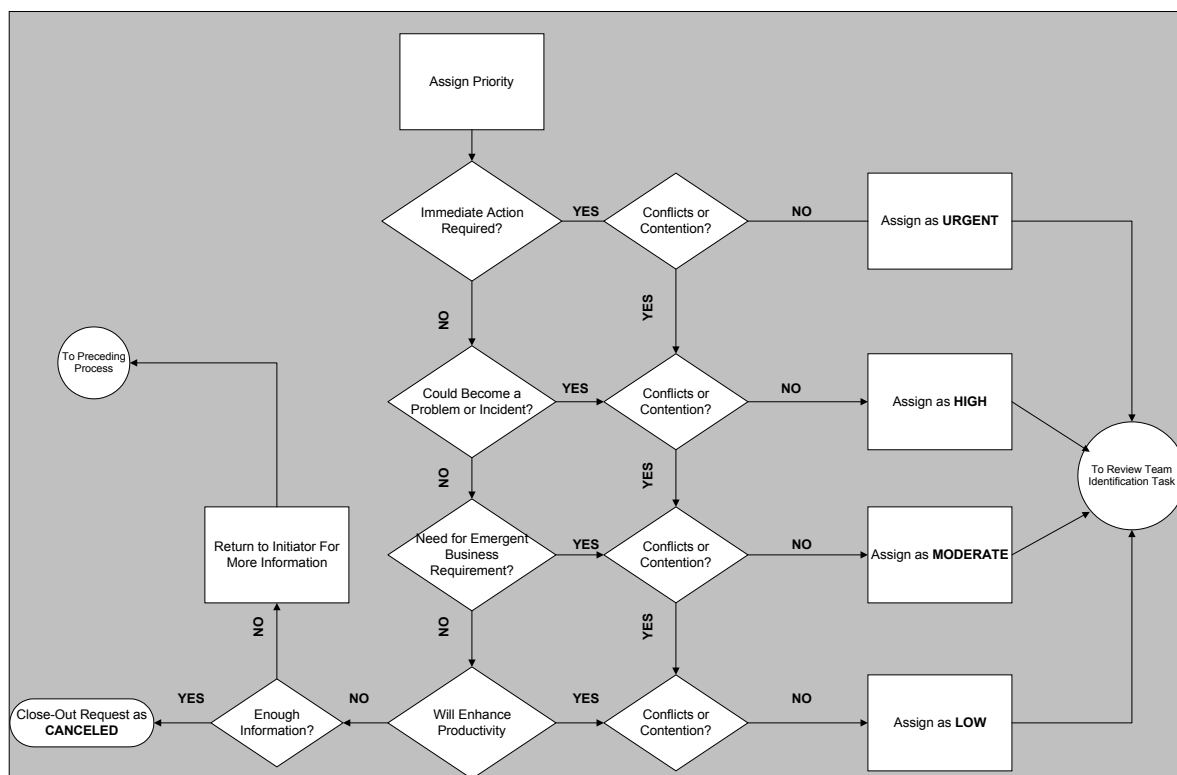 Assign Priority
Immediate Action
Required?
YES
Conflicts or
Contention?
NO
Assign as URGENT
NO
YES
To Preceding
Process
Could Become a
Problem or Incident?
YES
Conflicts or
Contention?
NO
Assign as HIGH
To Review Team
Identification Task
NO
YES
Return to Initiator For
More Information
Need for Emergent
Business
Requirement?
YES
Conflicts or
Contention?
NO
Assign as MODERATE
NO
NO
YES
Close-Out Request as
CANCELED
YES
Enough
Information?
NO
Will Enhance
Productivity
YES
Conflicts or
Contention?
NO
Assign as LOW